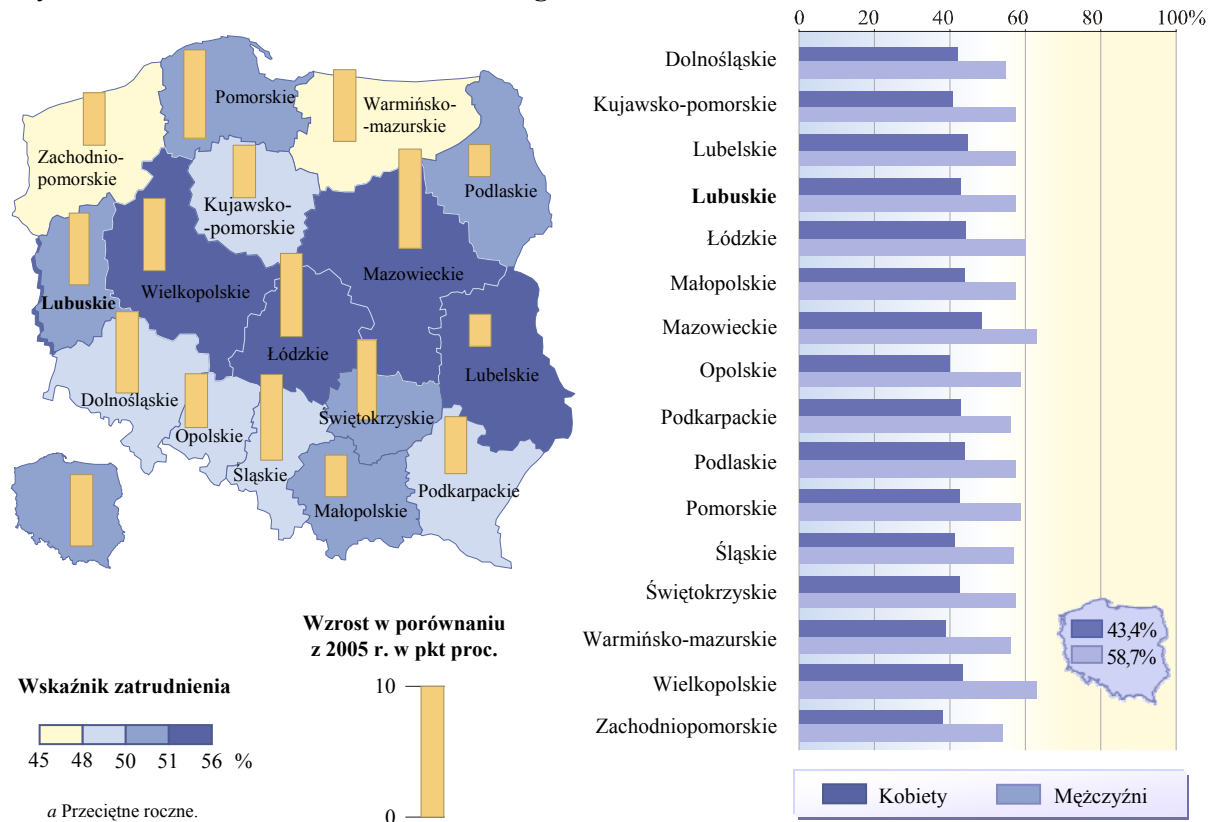 Pomorskie
Warmińsko-
-mazurskie
Zachodnio-
pomorskie
Podlaskie
Kujawsko-
-pomorskie
Mazowieckie
Wielkopolskie
Lubuskie
Łódzkie
Lubelskie
Dolnośląskie
Świętokrzyskie
Opolskie
Śląskie
Podkarpackie
Małopolskie
Wzrost w porównaniu
z 2005 r. w pkt proc.
10
0
Wskaźnik zatrudnienia
45 48 50 51 56 %
a Przeciętne roczne.
0 20 40 60 80 100%
Dolnośląskie
Kujawsko-pomorskie
Lubelskie
Lubuskie
Łódzkie
Małopolskie
Mazowieckie
Opolskie
Podkarpackie
Podlaskie
Pomorskie
Śląskie
Świętokrzyskie
Warmińsko-mazurskie
Wielkopolskie
Zachodniopomorskie
43,4%
58,7%
Kobiety
Mężczyźni